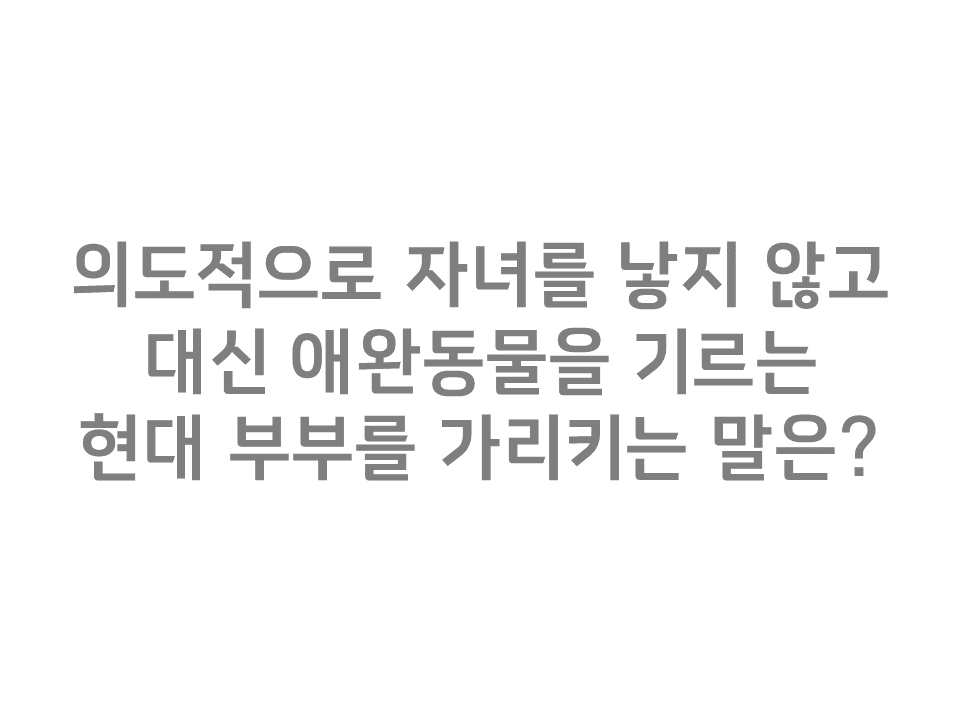 의도적으로 자녀를 낳지 않고
대신 애완동물을 기르는
현대 부부를 가리키는 말은?